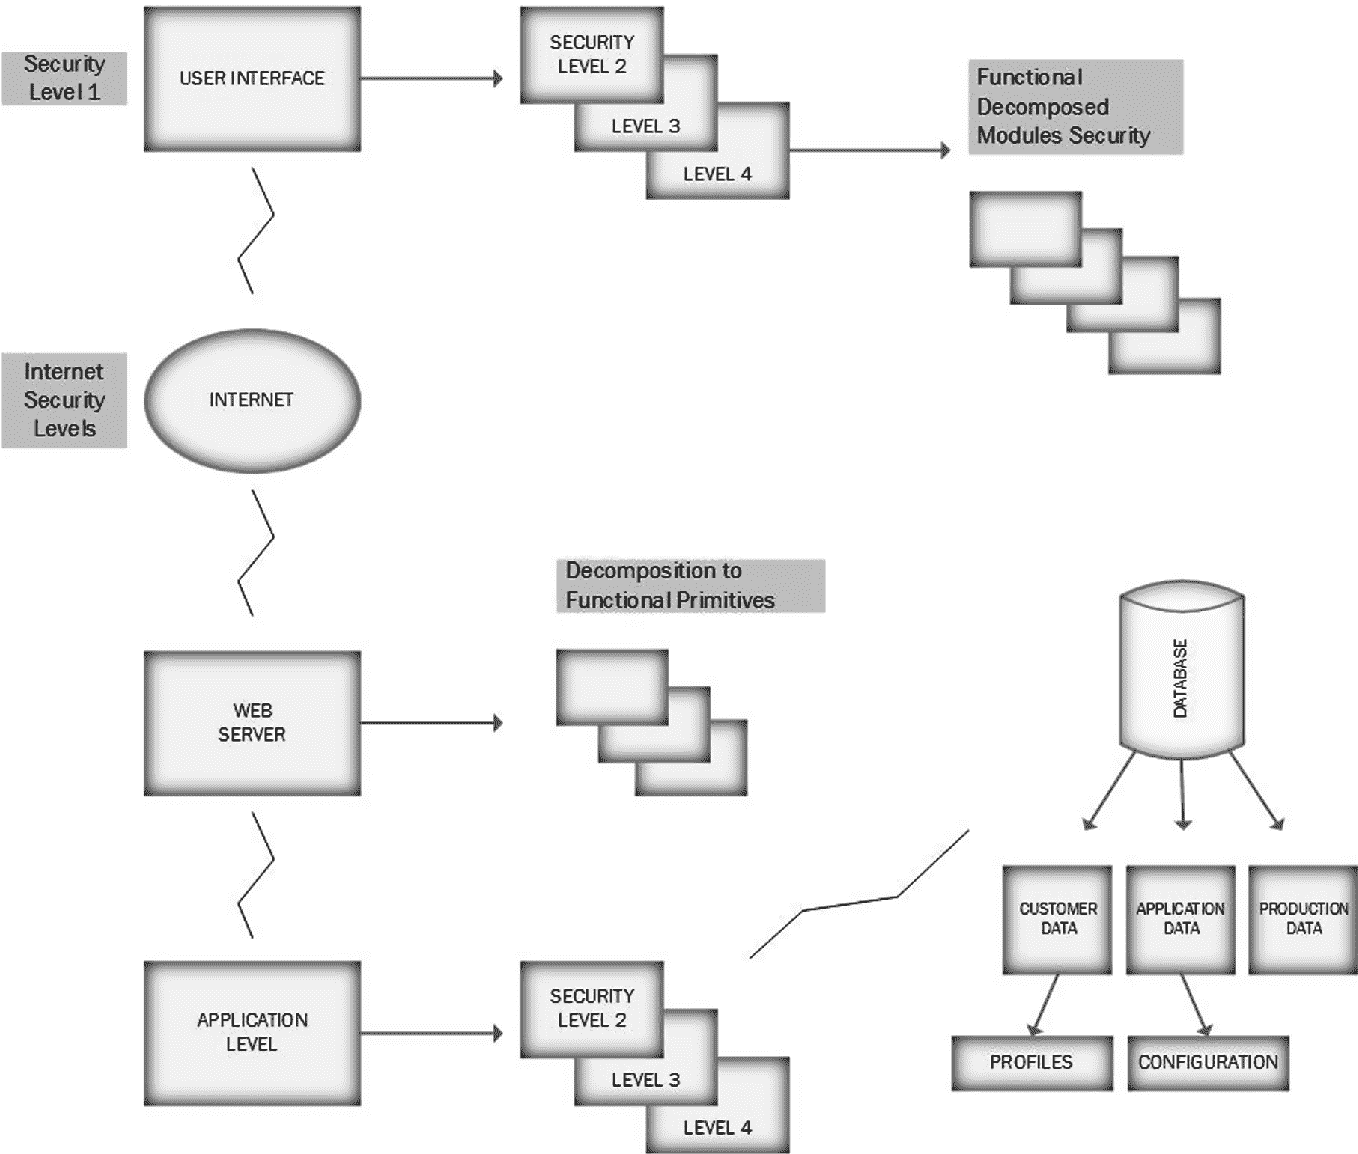 Security
Level 1
USER INTERFACE
SECURITY
LEVEL 2
LEVEL 3
LEVEL 4
Functional
Decomposed
Modules Security
Internet
Security
Levels
INTERNET
Decomposition to
Functional Primitives
WEB
SERVER
DATABASE
CUSTOMER
DATA
APPLICATION
DATA
PRODUCTION
DATA
APPLICATION
LEVEL
SECURITY
LEVEL 2
LEVEL 3
LEVEL 4
PROFILES
CONFIGURATION